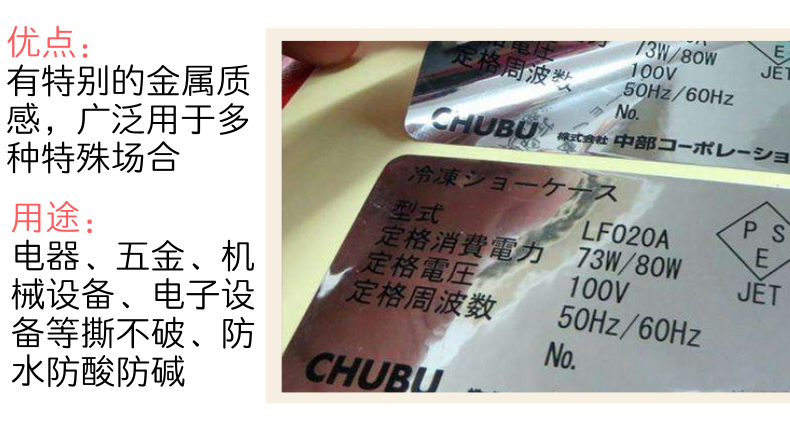 优点：
有特别的金属质
感，广泛用于多
种特殊场合
用途：
电器、五金、机
械设备、电子设
备等撕不破、防
水防酸防碱
73W/80W
定格周波数
100V
JET
50Hz/60Hz
No.
CHUBU
株式会社 中部コーポレーショ
冷凍ショーケース
型式 LF020A
定格消費電力 73W/80W
定格電圧 100V
定格周波数 50Hz/60Hz
P S
E
JET
No.
CHUBU